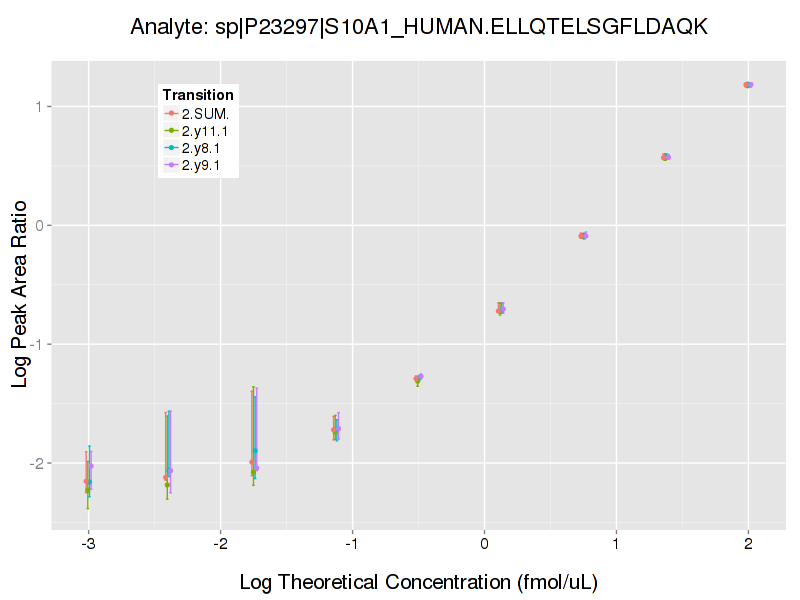 Analyte: sp|P23297|S10A1_HUMAN.ELLQTELSGFLDAQK
Transition
2.SUM.
2.y11.1
2.y8.1
2.y9.1
Log Peak Area Ratio
1
0
-1
-2
-3 -2 -1 0 1 2
Log Theoretical Concentration (fmol/uL)